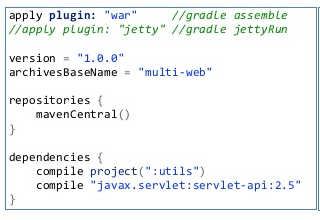 apply plugin: "war"     //gradle assemble
//apply plugin: "jetty" //gradle jettyRun
version = "1.0.0"
archivesBaseName = "multi-web"
repositories {
    mavenCentral()
}
dependencies {
    compile project(":utils")
    compile "javax.servlet:servlet-api:2.5"
}